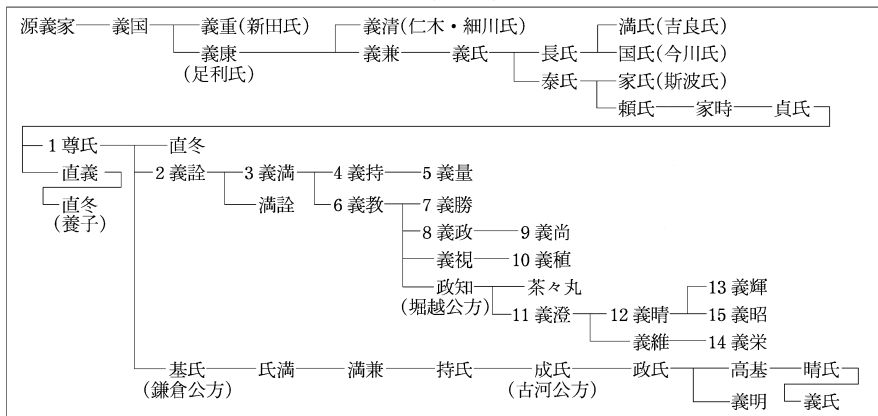 源義家 義国 義重(新田氏) 義清(仁木・細川氏) 満氏(吉良氏)
義康 義兼 義氏 長氏 国氏(今川氏)
(足利氏) 泰氏 家氏(斯波氏)
頼氏 家時 貞氏
1 尊氏 直冬
直義 2 義詮 3 義満 4 義持 5 義量
直冬 満詮 6 義教 7 義勝
(養子)
8 義政 9 義尚
義視 10 義稙
政知 茶々丸 13 義輝
(堀越公方) 11 義澄 12 義晴 15 義昭
義維 14 義栄
基氏 氏満 満兼 持氏 成氏 政氏 高基 晴氏
(鎌倉公方) (古河公方) 義明 義氏